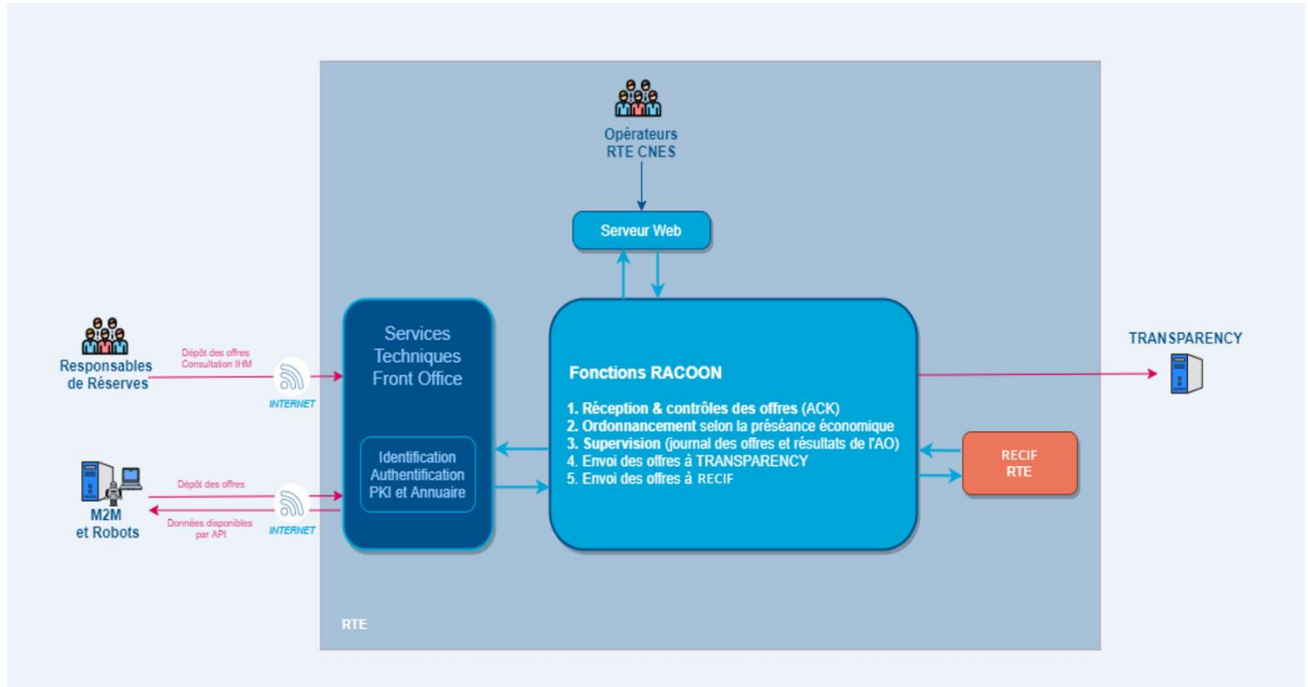 Opérateurs
RTE CNES
Serveur Web
Responsables
de Réserves
Dépôt des offres
Consultation IHM
INTERNET
M2M
et Robots
Dépôt des offres
Données disponibles
par API
INTERNET
Services
Techniques
Front Office
Identification
Authentification
PKI et Annuaire
Fonctions RACOON
1. Réception & contrôles des offres (ACK)
2. Ordonnancement selon la préséance économique
3. Supervision (journal des offres et résultats de l'AO)
4. Envoi des offres à TRANSPARENCY
5. Envoi des offres à RECIF
TRANSPARENCY
RECIF
RTE
RTE